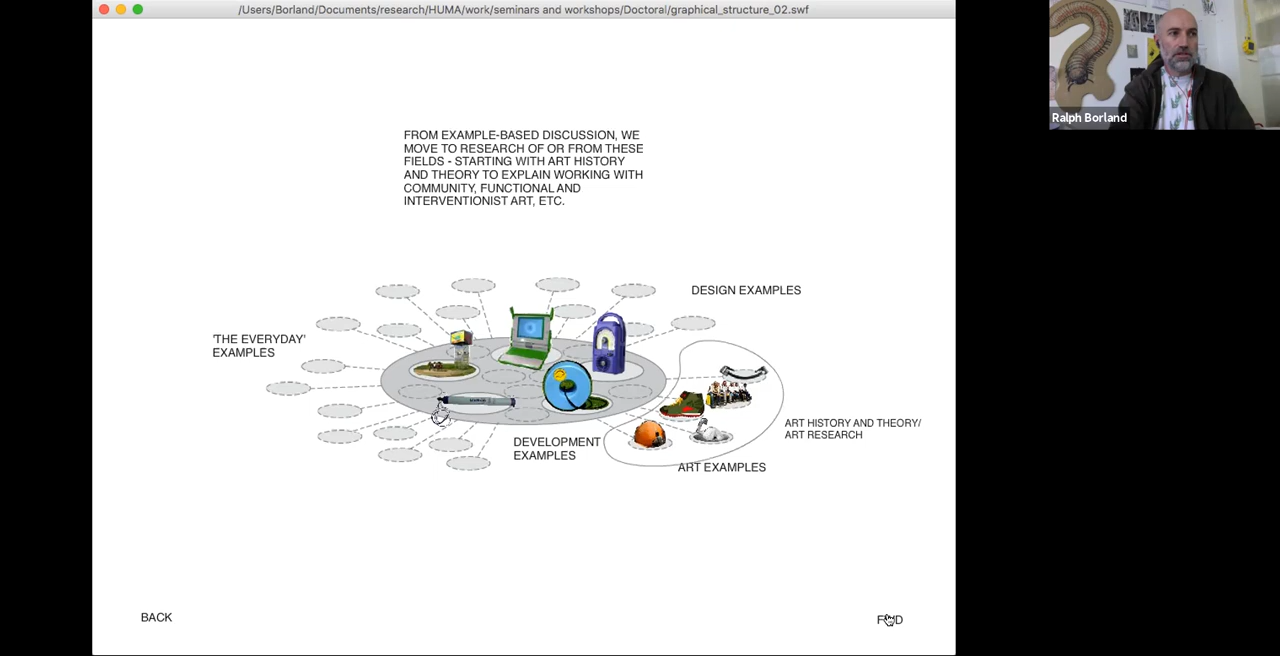 /Users/Borland/Documents/research/HUMA/work/seminars and workshops/Doctoral/graphical_structure_02.swf
Ralph Borland
FROM EXAMPLE-BASED DISCUSSION, WE
MOVE TO RESEARCH OF OR FROM THESE
FIELDS - STARTING WITH ART HISTORY
AND THEORY TO EXPLAIN WORKING WITH
COMMUNITY, FUNCTIONAL AND
INTERVENTIONIST ART, ETC.
DESIGN EXAMPLES
'THE EVERYDAY'
EXAMPLES
ART HISTORY AND THEORY/
ART RESEARCH
DEVELOPMENT
EXAMPLES
ART EXAMPLES
BACK